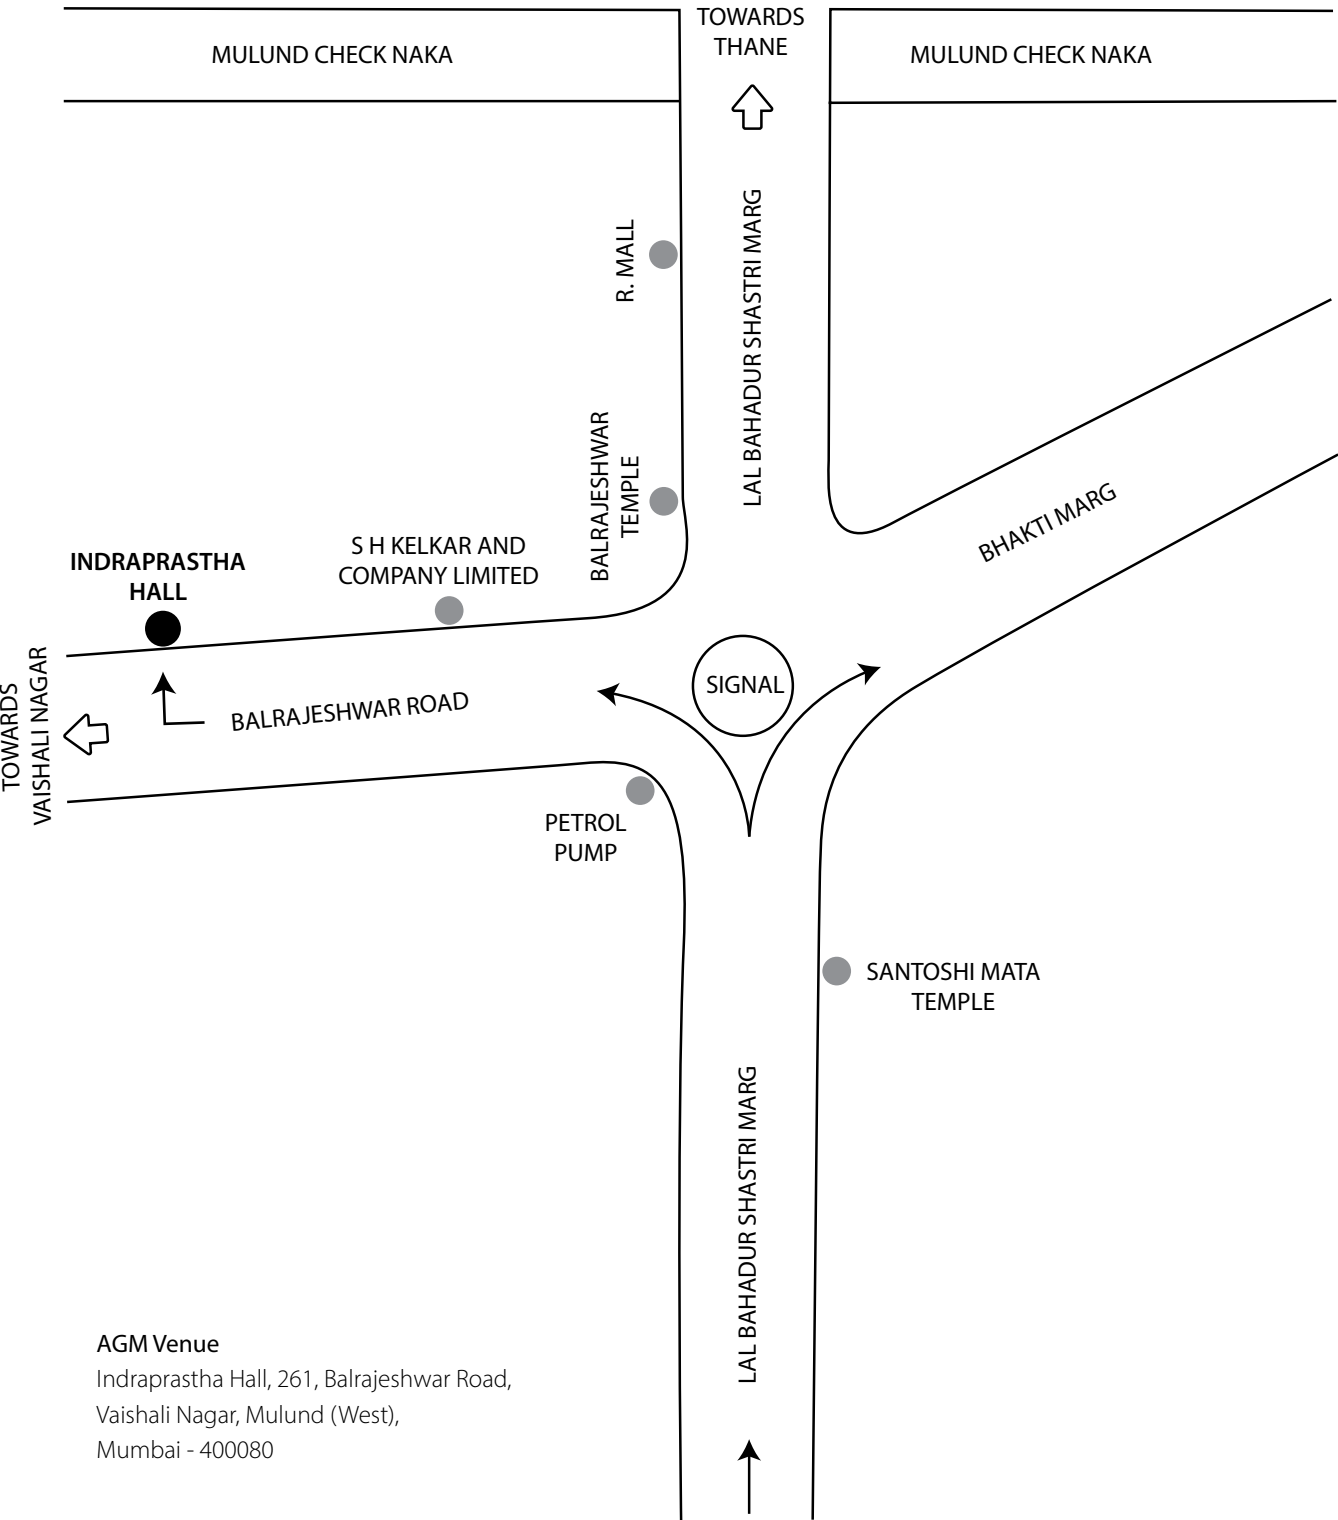 TOWARDS
THANE
MULUND CHECK NAKA
MULUND CHECK NAKA
LAL BAHADUR SHASTRI MARG
R. MALL
BALRAJESHWAR
TEMPLE
BHAKTI MARG
S H KELKAR AND
COMPANY LIMITED
INDRAPRASTHA
HALL
TOWARDS
VAISHALI NAGAR
BALRAJESHWAR ROAD
SIGNAL
PETROL
PUMP
SANTOSHI MATA
TEMPLE
LAL BAHADUR SHASTRI MARG
AGM Venue
Indraprastha Hall, 261, Balrajeshwar Road,
Vaishali Nagar, Mulund (West),
Mumbai - 400080